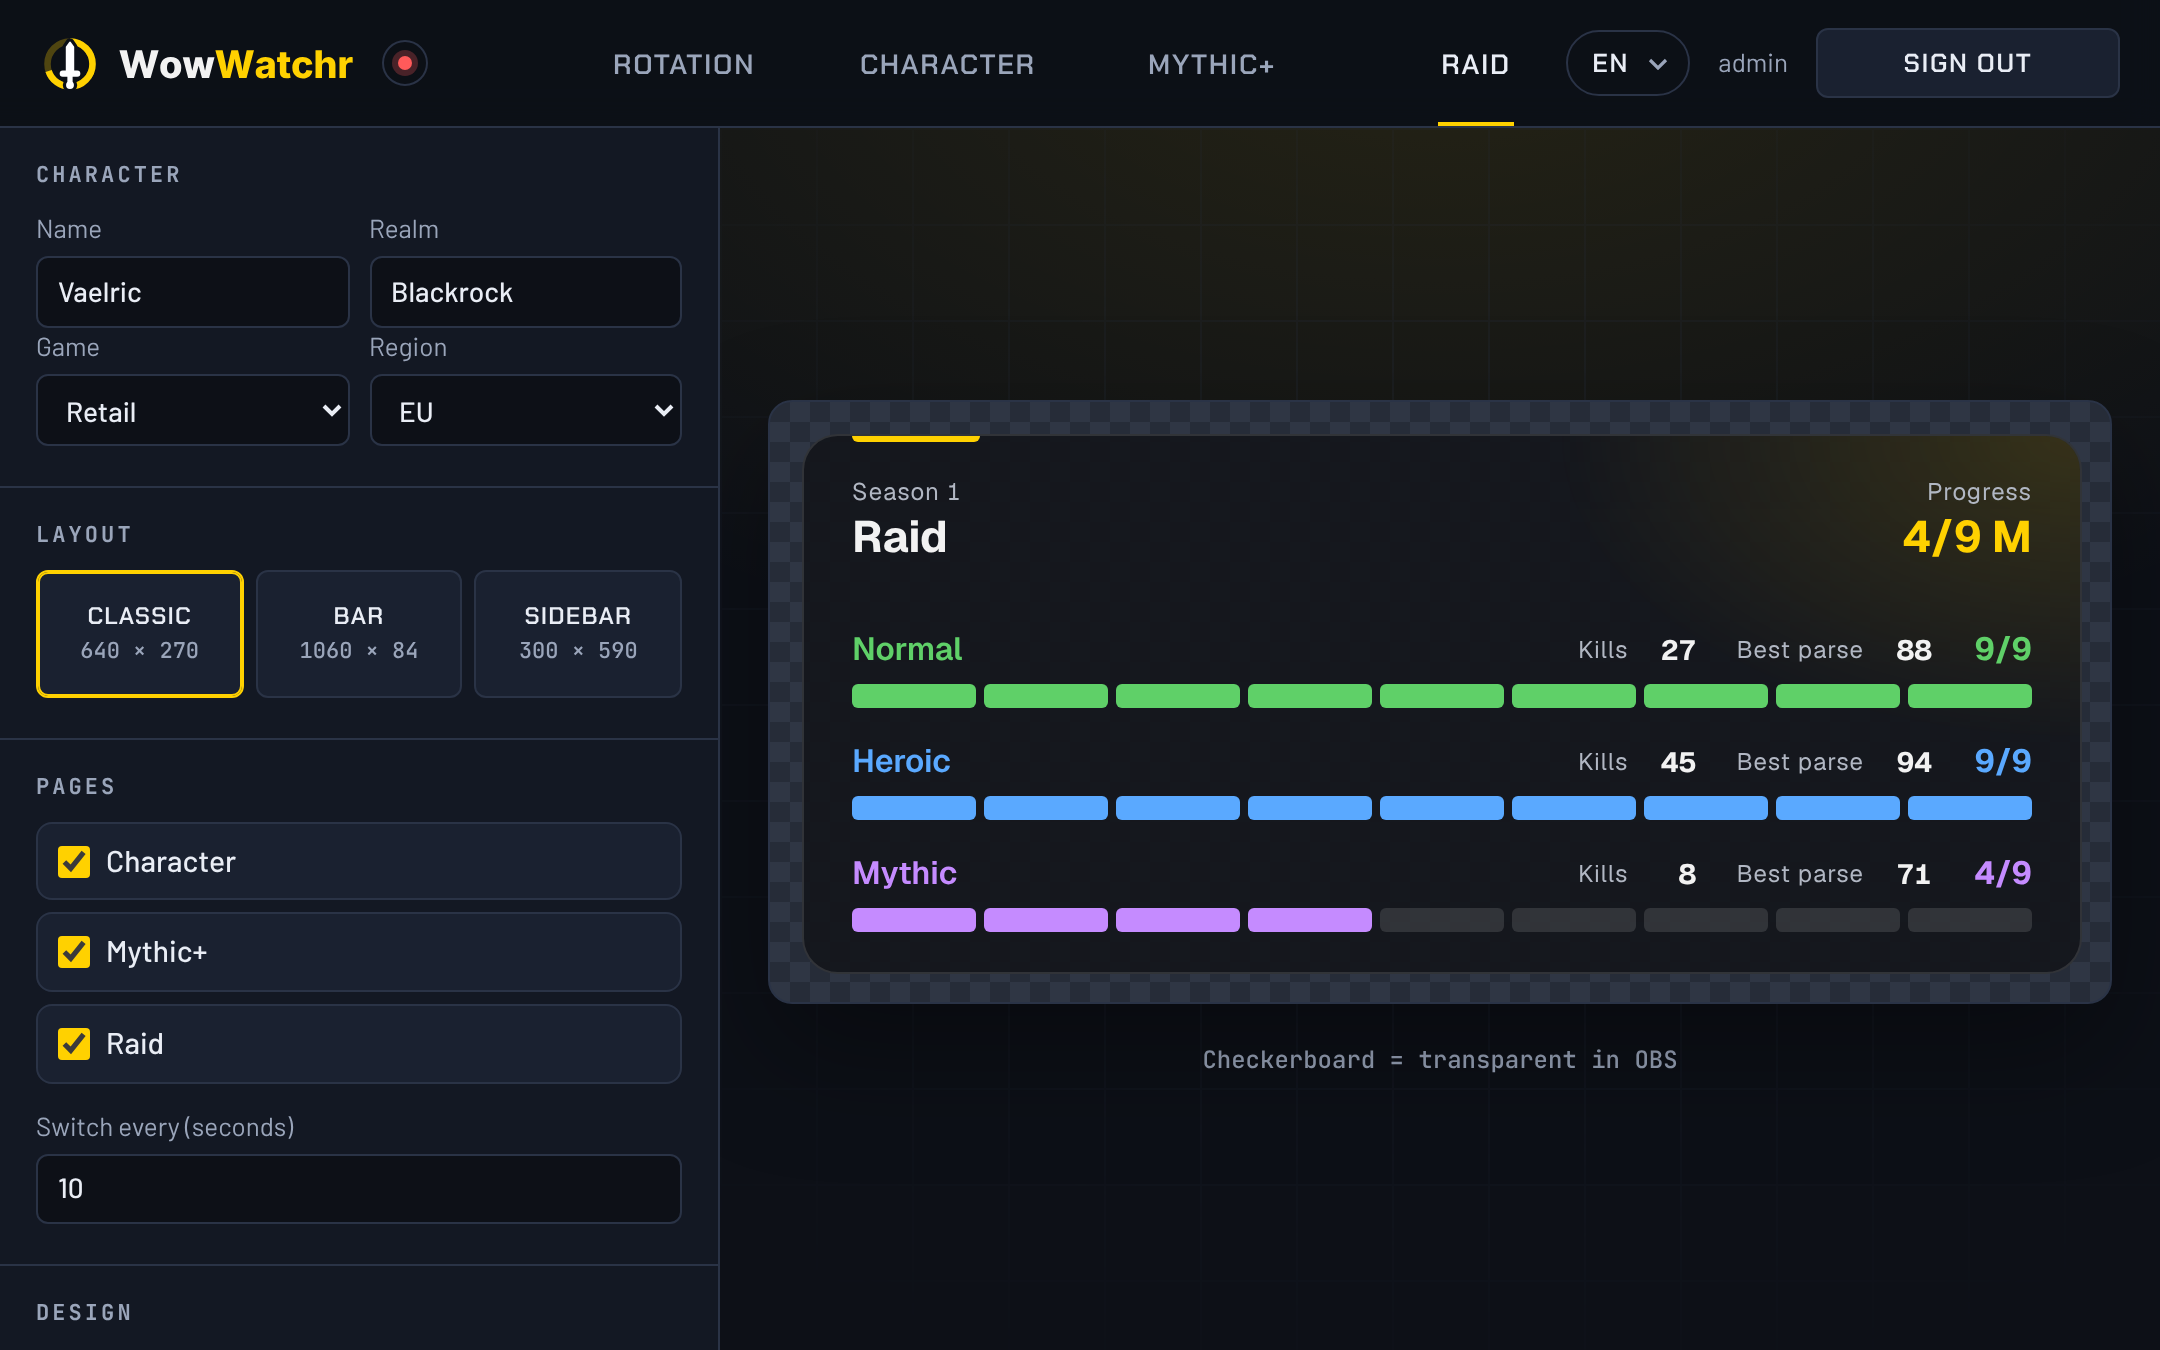 WowWatchr
ROTATION
CHARACTER
MYTHIC+
RAID
EN
admin
SIGN OUT
CHARACTER
Name
Realm
Vaelric
Blackrock
Game
Region
Retail
EU
LAYOUT
CLASSIC
640 × 270
BAR
1060 × 84
SIDEBAR
300 × 590
PAGES
Character
Mythic+
Raid
Switch every (seconds)
10
DESIGN
Season 1
Raid
Progress
4/9 M
Normal Kills 27 Best parse 88 9/9
Heroic Kills 45 Best parse 94 9/9
Mythic Kills 8 Best parse 71 4/9
Checkerboard = transparent in OBS